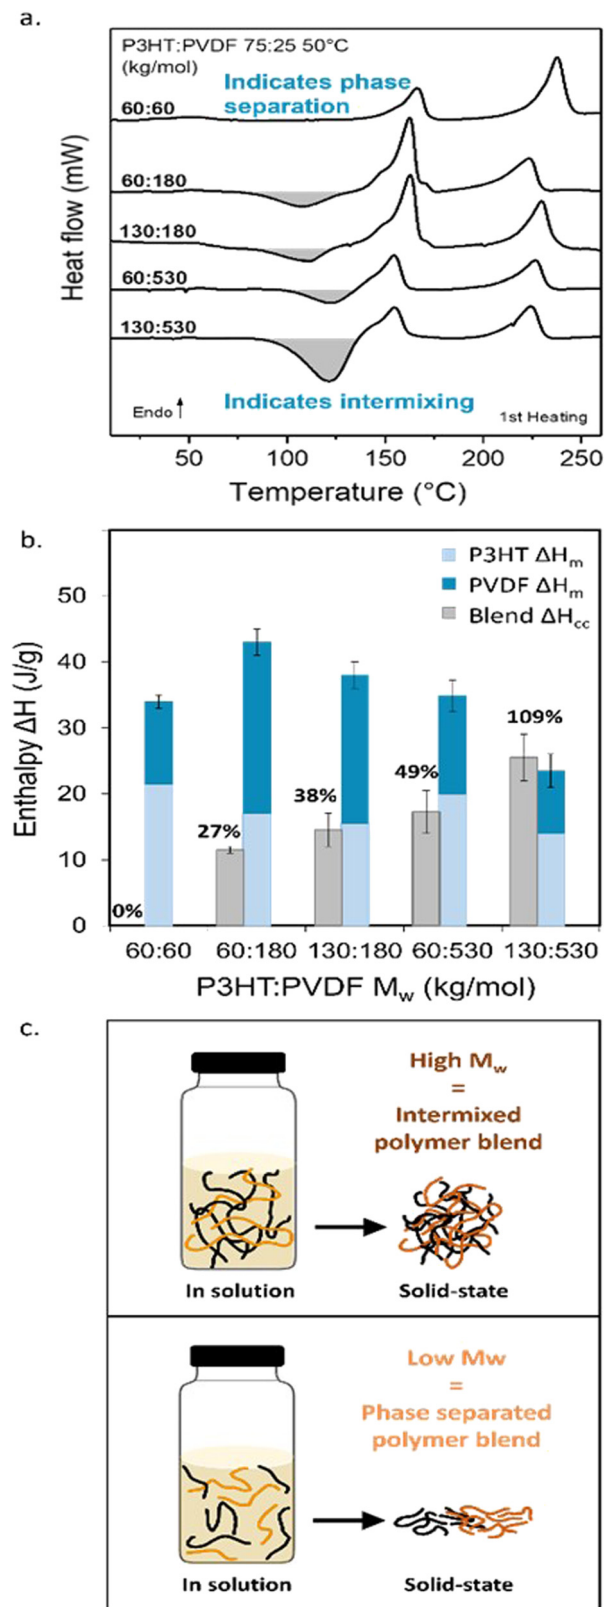 a.
P3HT:PVDF 75:25 50°C
(kg/mol)
Indicates phase
separation
60:60
60:180
130:180
60:530
130:530
Indicates intermixing
Endo ↑
1st Heating
Heat flow (mW)
50 100 150 200 250
Temperature (°C)
b.
P3HT ΔHm
PVDF ΔHm
Blend ΔHcc
Enthalpy ΔH (J/g)
50
40
30
20
10
0
0%
27%
38%
49%
109%
60:60 60:180 130:180 60:530 130:530
P3HT:PVDF Mw (kg/mol)
c.
High Mw
=
Intermixed
polymer blend
In solution
Solid-state
Low Mw
=
Phase separated
polymer blend
In solution
Solid-state